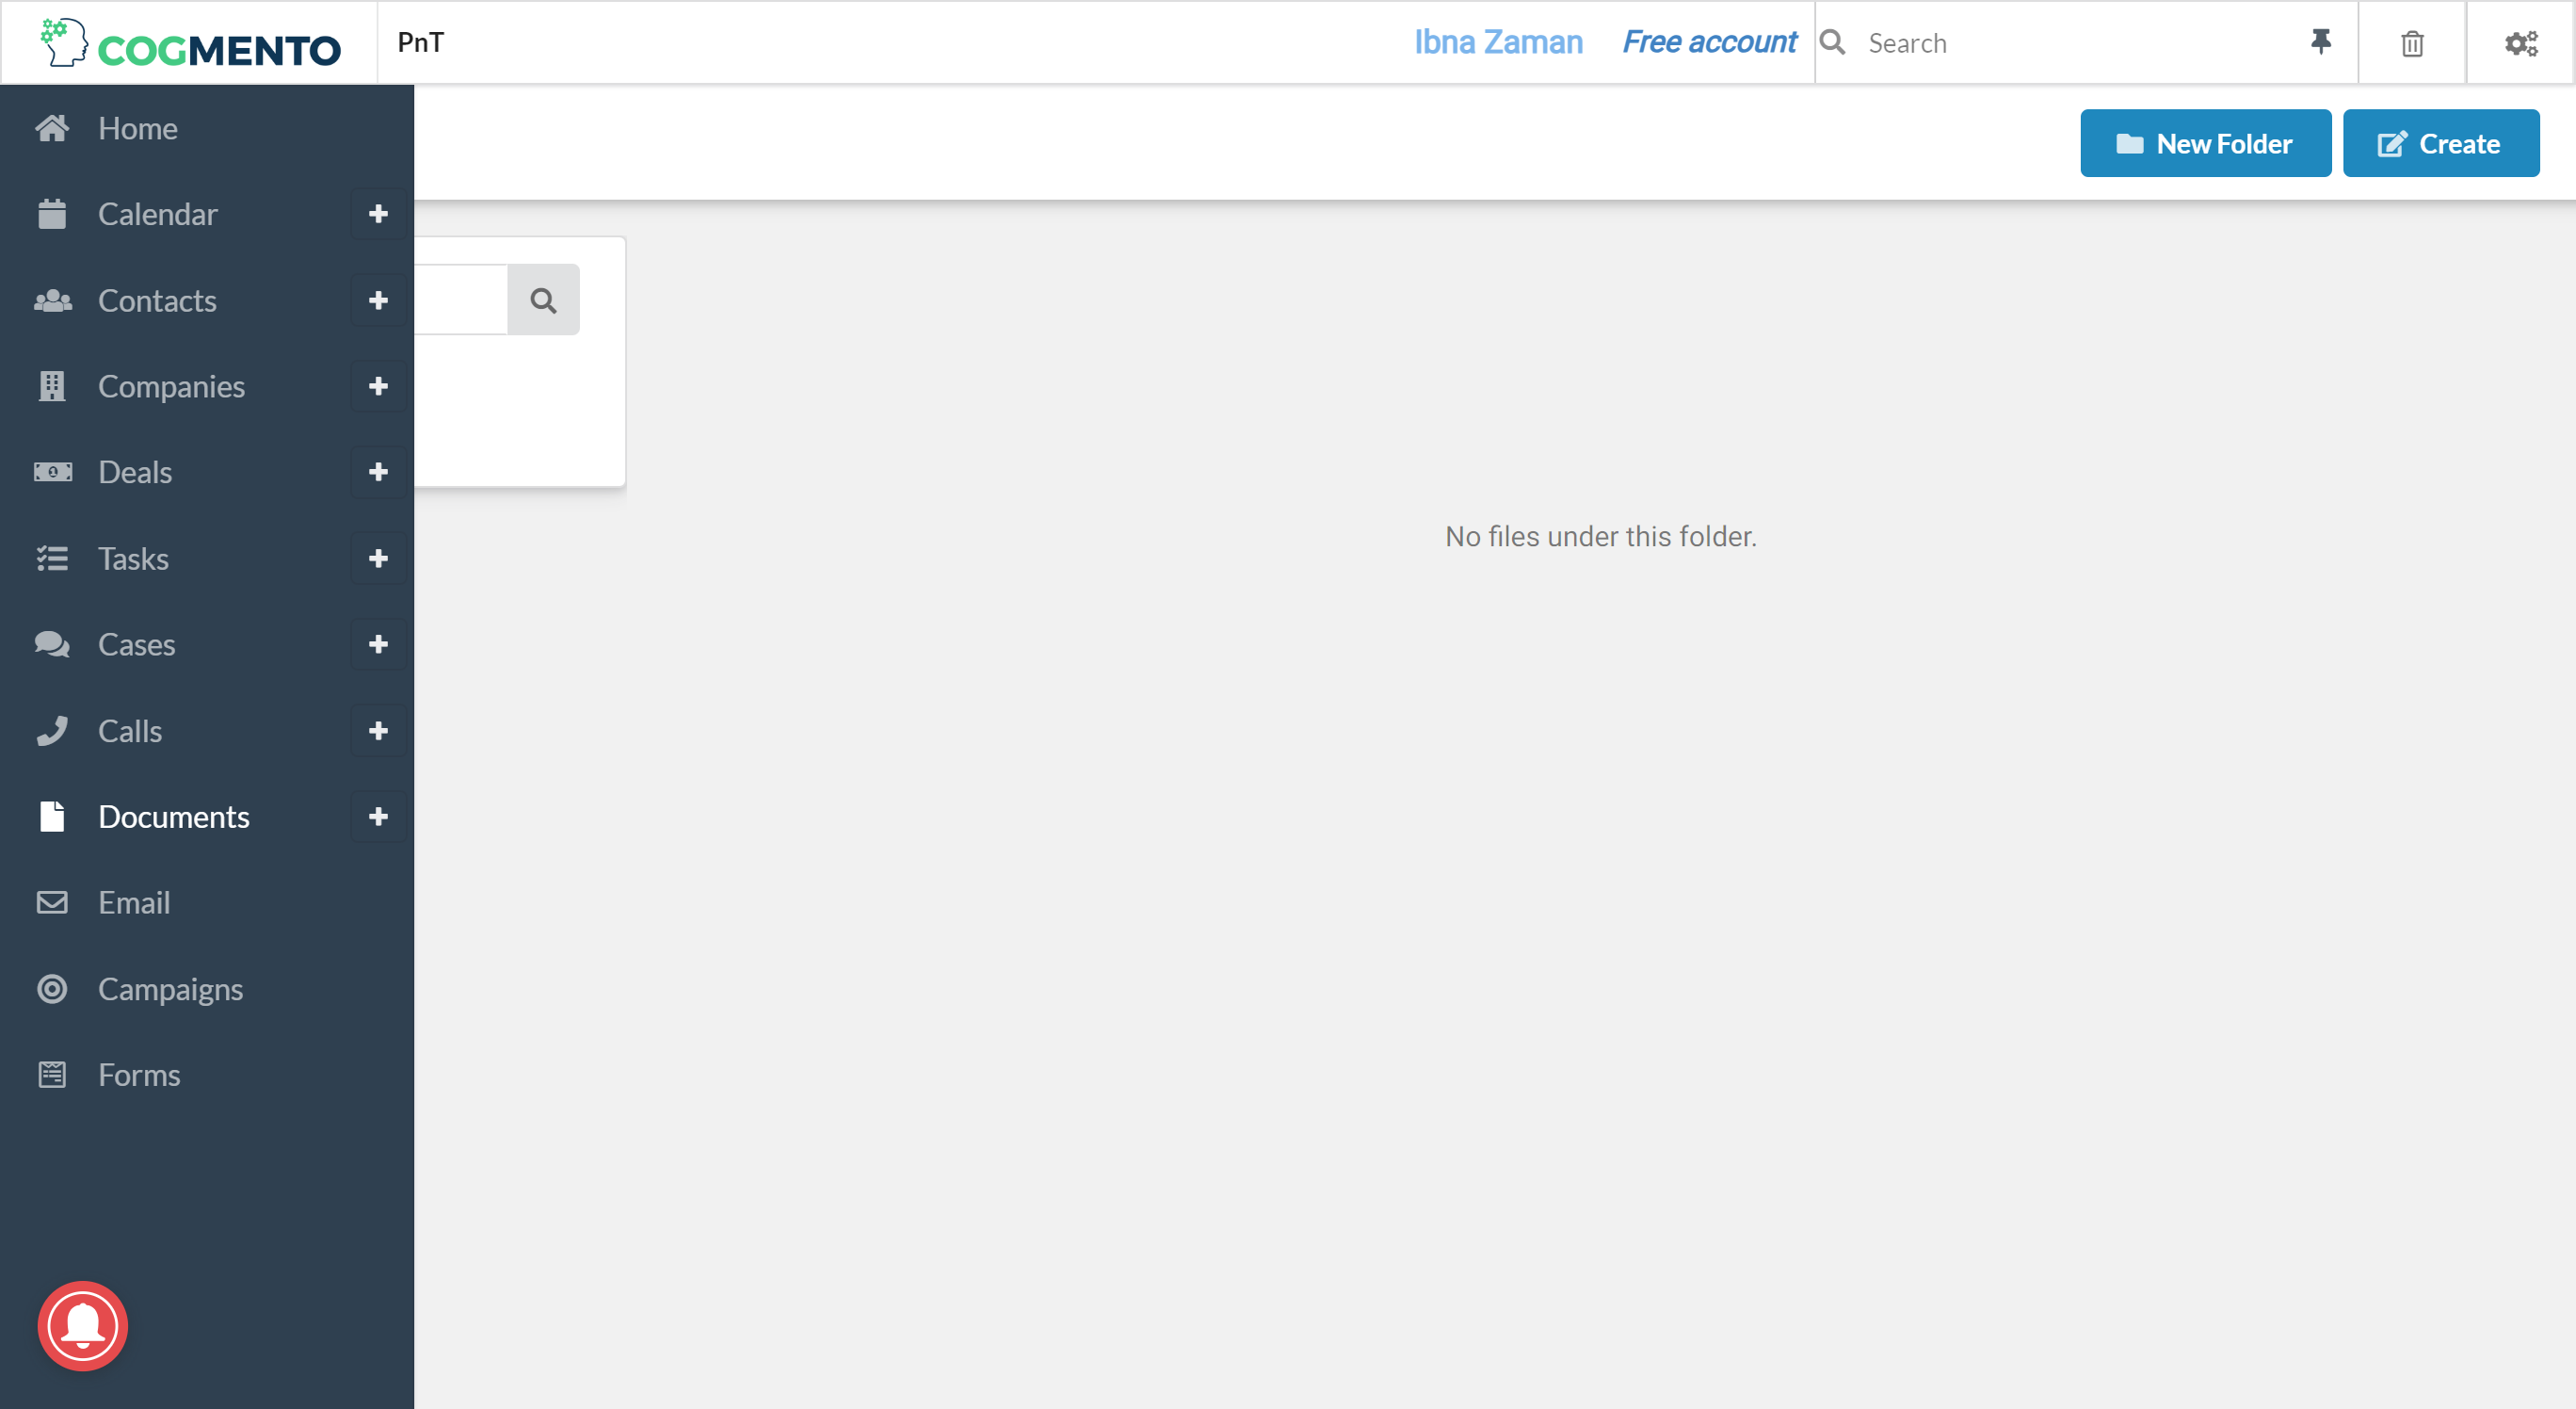 COGMENTO
PnT
Ibna Zaman
Free account
Search
Home
New Folder
Create
Calendar
Contacts
Companies
Deals
Tasks
No files under this folder.
Cases
Calls
Documents
Email
Campaigns
Forms